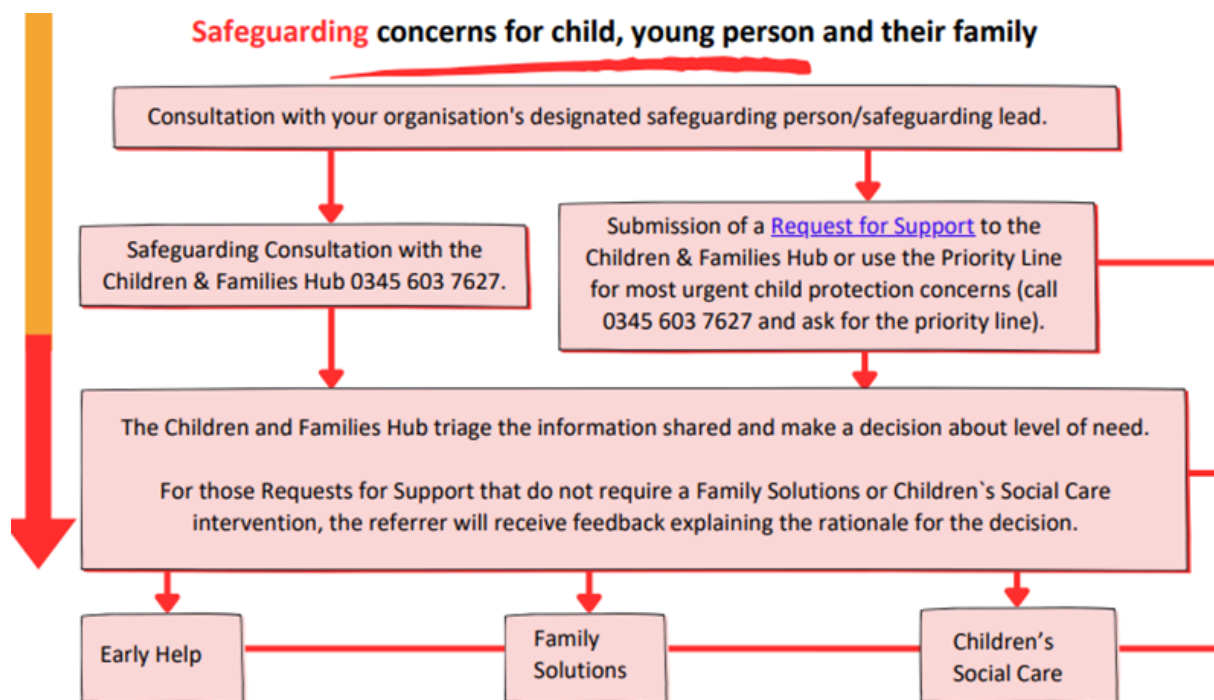 Safeguarding concerns for child, young person and their family
Consultation with your organisation's designated safeguarding person/safeguarding lead.
Safeguarding Consultation with the
Children & Families Hub 0345 603 7627.
Submission of a Request for Support to the
Children & Families Hub or use the Priority Line
for most urgent child protection concerns (call
0345 603 7627 and ask for the priority line).
The Children and Families Hub triage the information shared and make a decision about level of need.
For those Requests for Support that do not require a Family Solutions or Children`s Social Care
intervention, the referrer will receive feedback explaining the rationale for the decision.
Early Help
Family
Solutions
Children’s
Social Care